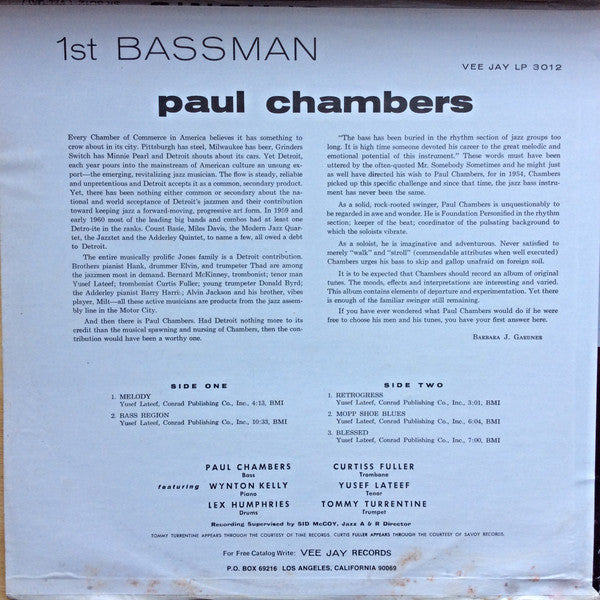 1st BASSMAN
VEE JAY LP 3012
paul chambers
Every Chamber of Commerce in America believes it has something to
crow about in its city. Pittsburgh has steel, Milwaukee has beer, Grinders
Switch has Minnie Pearl and Detroit shouts about its cars. Yet Detroit,
each year pours into the mainstream of American culture an unsung ex-
port—the emerging, revitalizing jazz musician. The flow is steady, reliable
and unpretentious and Detroit accepts it as a common, secondary product.
Yet, there has been nothing either common or secondary about the na-
tional and world acceptance of Detroit's jazzmen and their contribution
toward keeping jazz a forward-moving, progressive art form. In 1959 and
early 1960 most of the leading big bands and combos had at least one
Detro-ite in the ranks. Count Basie, Miles Davis, the Modern Jazz Quar-
tet, the Jazztet and the Adderley Quintet, to name a few, all owed a debt
to Detroit.
The entire musically prolific Jones family is a Detroit contribution.
Brothers pianist Hank, drummer Elvin, and trumpeter Thad are among
the jazzmen most in demand. Bernard McKinney, trombonist; tenor man
Yusef Lateef; trombonist Curtis Fuller; young trumpeter Donald Byrd;
the Adderley pianist Barry Harris; Alvin Jackson and his brother, vibes
player, Milt—all these active musicians are products from the jazz assem-
bly line in the Motor City.
And then there is Paul Chambers. Had Detroit nothing more to its
credit than the musical spawning and nursing of Chambers, then the con-
tribution would have been a worthy one.
"The bass has been buried in the rhythm section of jazz groups too
long. It is high time someone devoted his career to the great melodic and
emotional potential of this instrument." These words must have been
uttered by the often-quoted Mr. Somebody Sometimes and he might just
as well have directed his wish to Paul Chambers, for in 1954, Chambers
picked up this specific challenge and since that time, the jazz bass instru-
ment has never been the same.
As a solid, rock-rooted swinger, Paul Chambers is unquestionably to
be regarded in awe and wonder. He is Foundation Personified in the rhythm
section; keeper of the beat; coordinator of the pulsating background to
which the soloists vibrate.
As a soloist, he is imaginative and adventurous. Never satisfied to
merely "walk" and "stroll" (commendable attributes when well executed)
Chambers urges his bass to skip and gallop unafraid on foreign soil.
It is to be expected that Chambers should record an album of original
tunes. The moods, effects and interpretations are interesting and varied.
This album contains elements of departure and experimentation. Yet there
is enough of the familiar swinger still remaining.
If you have ever wondered what Paul Chambers would do if he were
free to choose his men and his tunes, you have your first answer here.
BARBARA J. GARDNER
SIDE ONE
1. MELODY
Yusef Lateef, Conrad Publishing Co., Inc., 4:13, BMI
2. BASS REGION
Yusef Lateef, Conrad Publishing Co., Inc., 10:33, BMI
SIDE TWO
1. RETROGRESS
Yusef Lateef, Conrad Publishing Co., Inc., 3:01, BMI
2. MOPP SHOE BLUES
Yusef Lateef, Conrad Publishing Co., Inc., 6:04, BMI
3. BLESSED
Yusef Lateef, Conrad Publishing Co., Inc., 7:00, BMI
PAUL CHAMBERS
Bass
CURTISS FULLER
Trombone
featuring WYNTON KELLY
Piano
YUSEF LATEEF
Tenor
LEX HUMPHRIES
Drums
TOMMY TURRENTINE
Trumpet
Recording Supervised by SID McCOY, Jazz A & R Director
TOMMY TURRENTINE APPEARS THROUGH THE COURTESY OF TIME RECORDS. CURTIS FULLER APPEARS THROUGH THE COURTESY OF SAVOY RECORDS.
For Free Catalog Write: VEE JAY RECORDS
P.O. BOX 69216 LOS ANGELES, CALIFORNIA 90069